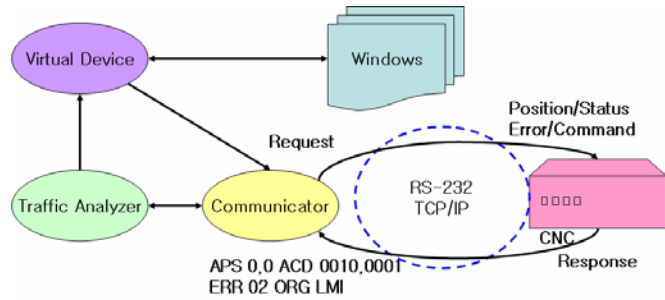 Virtual Device
Windows
Position/Status
Error/Command
Request
RS-232
TCP/IP
Traffic Analyzer
Communicator
CNC
Response
APS 0,0 ACD 0010,0001
ERR 02 ORG LMI